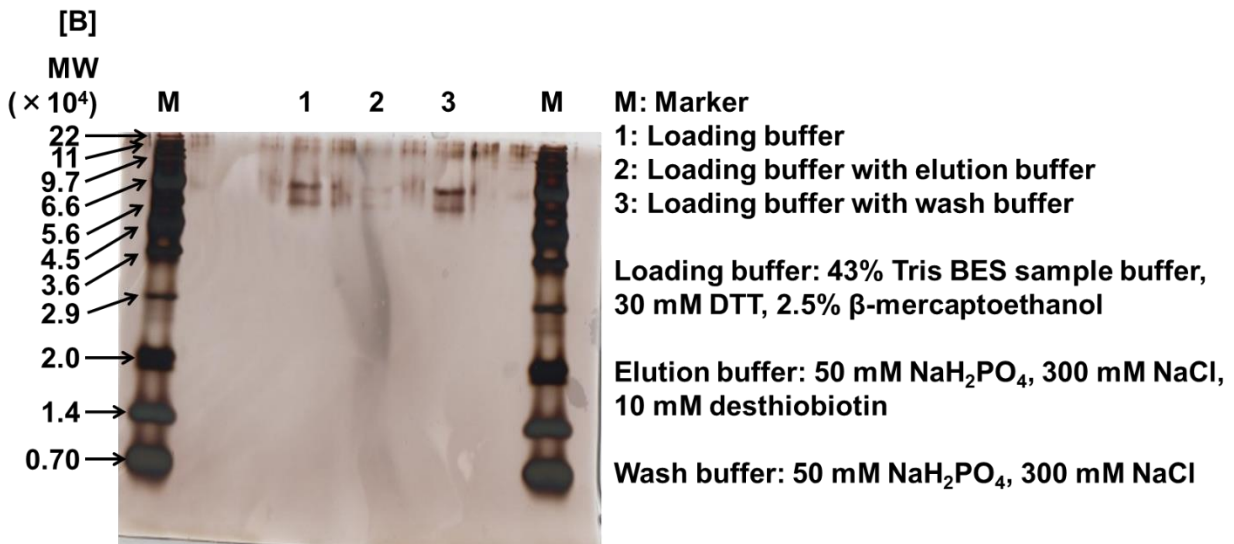 [B]
MW
(×10⁴) M 1 2 3 M
22
11
9.7
6.6
5.6
4.5
3.6
2.9
2.0
1.4
0.70
M: Marker
1: Loading buffer
2: Loading buffer with elution buffer
3: Loading buffer with wash buffer
Loading buffer: 43% Tris BES sample buffer,
30 mM DTT, 2.5% β-mercaptoethanol
Elution buffer: 50 mM NaH₂PO₄, 300 mM NaCl,
10 mM desthiobiotin
Wash buffer: 50 mM NaH₂PO₄, 300 mM NaCl